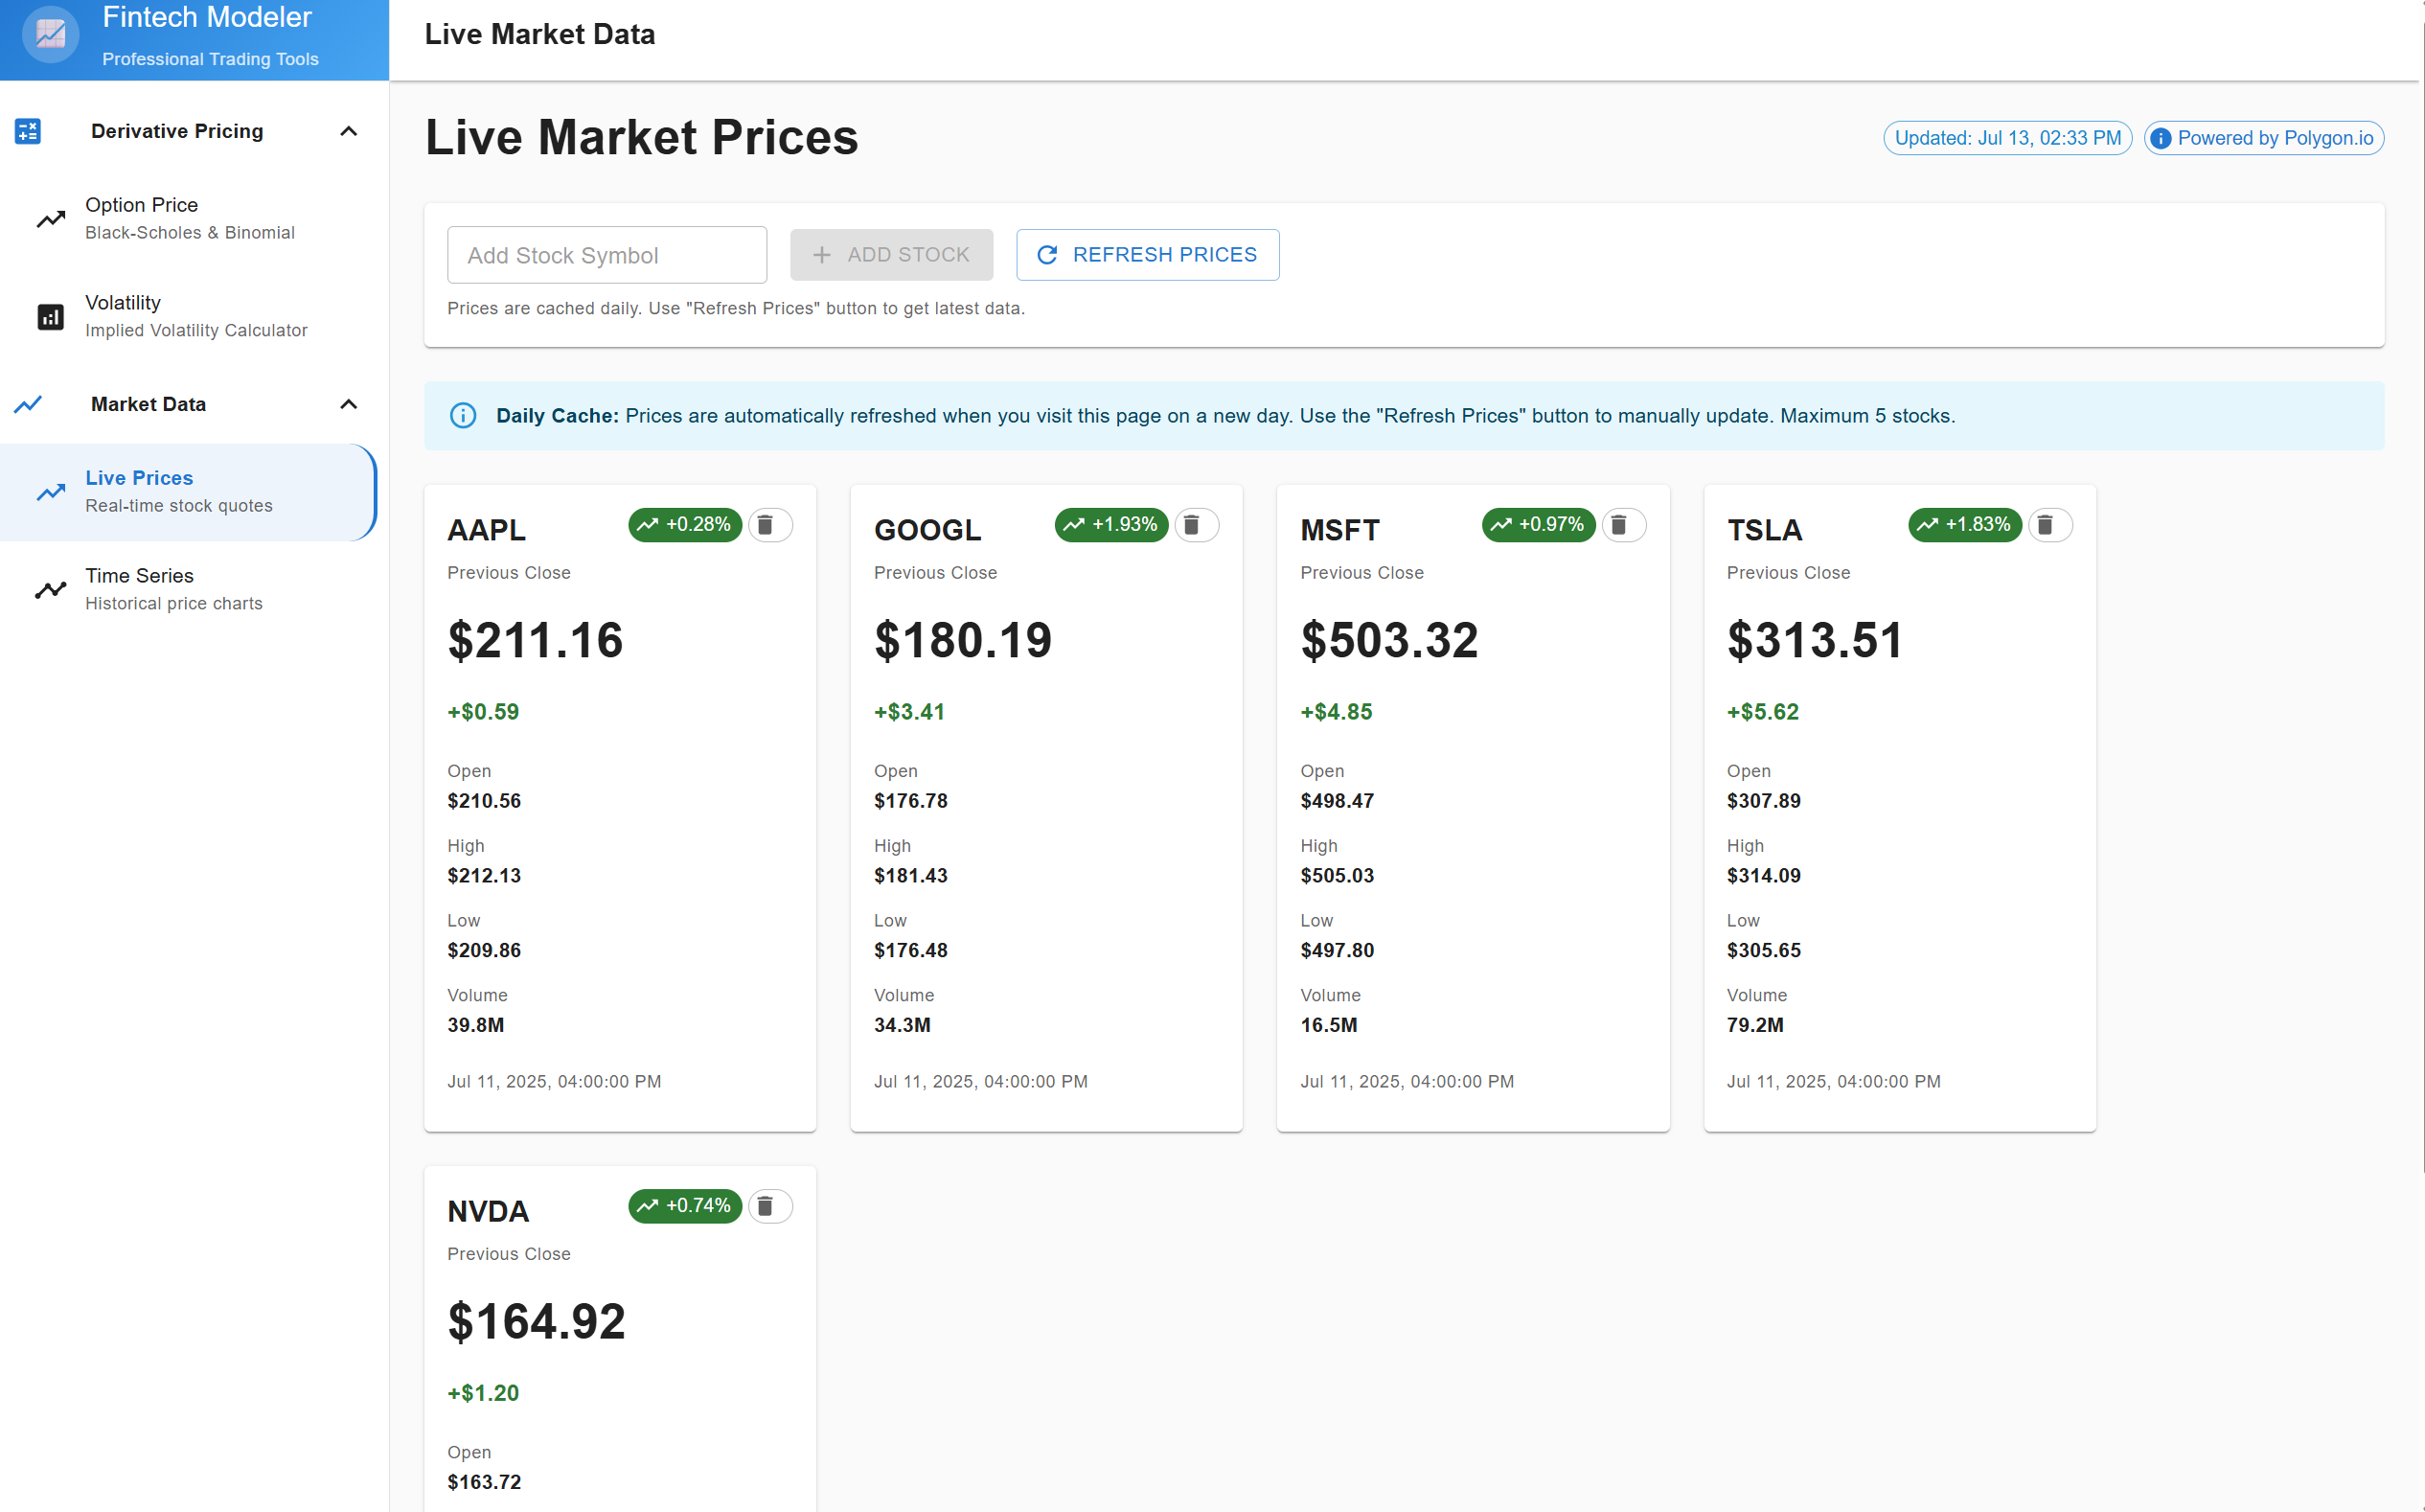 Fintech Modeler
Professional Trading Tools
Live Market Data
Derivative Pricing
Option Price
Black-Scholes & Binomial
Volatility
Implied Volatility Calculator
Market Data
Live Prices
Real-time stock quotes
Time Series
Historical price charts
Live Market Prices
Updated: Jul 13, 02:33 PM
Powered by Polygon.io
Add Stock Symbol
ADD STOCK
REFRESH PRICES
Prices are cached daily. Use "Refresh Prices" button to get latest data.
Daily Cache: Prices are automatically refreshed when you visit this page on a new day. Use the "Refresh Prices" button to manually update. Maximum 5 stocks.
AAPL
+0.28%
Previous Close
$211.16
+$0.59
Open
$210.56
High
$212.13
Low
$209.86
Volume
39.8M
Jul 11, 2025, 04:00:00 PM
GOOGL
+1.93%
Previous Close
$180.19
+$3.41
Open
$176.78
High
$181.43
Low
$176.48
Volume
34.3M
Jul 11, 2025, 04:00:00 PM
MSFT
+0.97%
Previous Close
$503.32
+$4.85
Open
$498.47
High
$505.03
Low
$497.80
Volume
16.5M
Jul 11, 2025, 04:00:00 PM
TSLA
+1.83%
Previous Close
$313.51
+$5.62
Open
$307.89
High
$314.09
Low
$305.65
Volume
79.2M
Jul 11, 2025, 04:00:00 PM
NVDA
+0.74%
Previous Close
$164.92
+$1.20
Open
$163.72